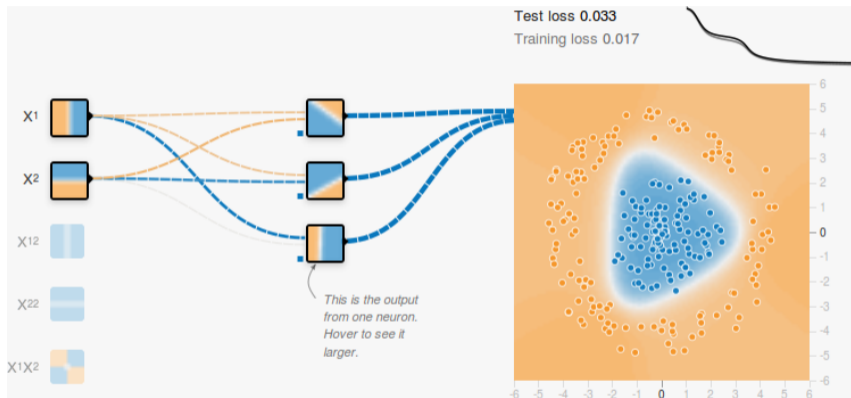 Test loss 0.033
Training loss 0.017
X1
X2
X12
X22
X1X2
This is the output
from one neuron.
Hover to see it
larger.
6
5
4
3
2
1
0
-1
-2
-3
-4
-5
-6
-6 -5 -4 -3 -2 -1 0 1 2 3 4 5 6